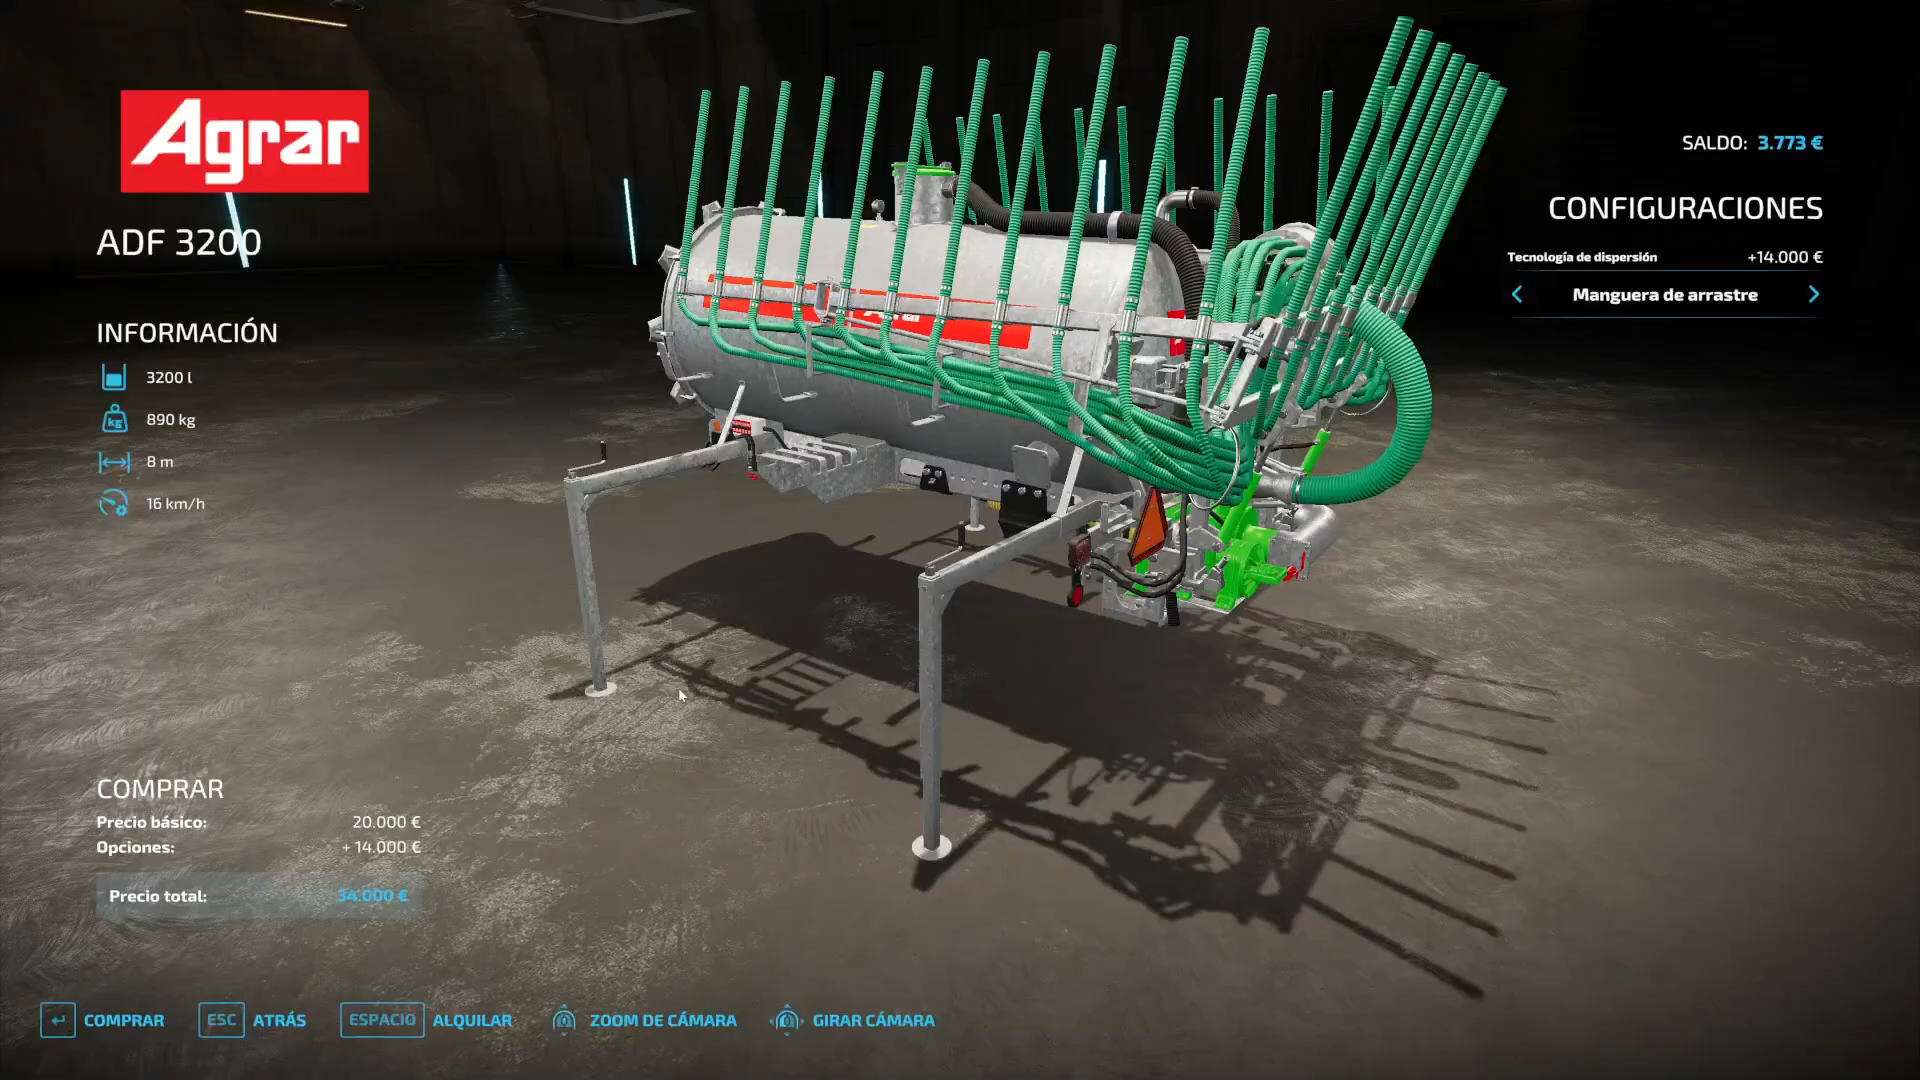 Agrar
ADF 3200
INFORMACIÓN
3200 l
890 kg
8 m
16 km/h
SALDO: 3.773 €
CONFIGURACIONES
Tecnología de dispersión +14.000 €
Manguera de arrastre
COMPRAR
Precio básico: 20.000 €
Opciones: + 14.000 €
Precio total: 34.000 €
↵ COMPRAR ESC ATRÁS ESPACIO ALQUILAR ZOOM DE CÁMARA GIRAR CÁMARA